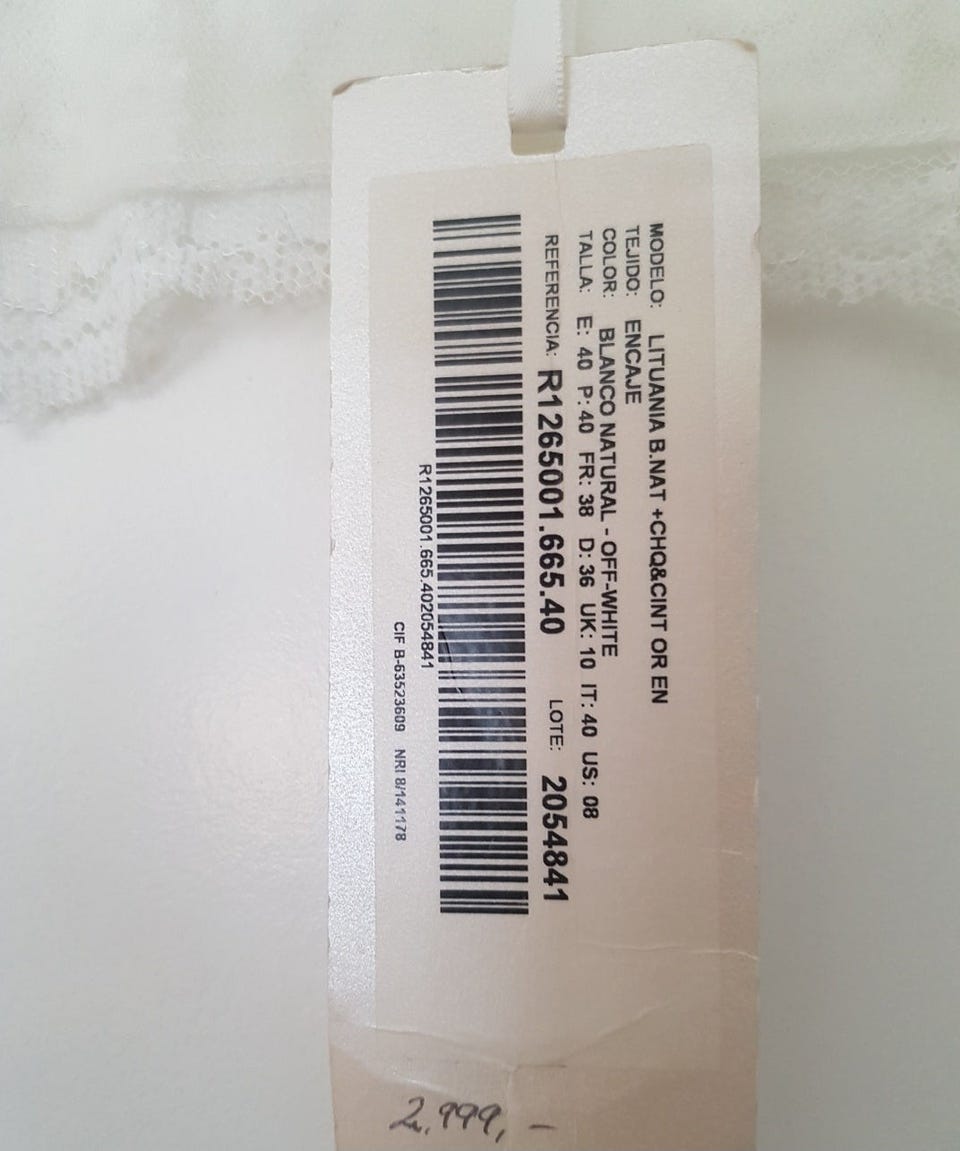 MODELO: LITUANIA B.NAT +CHQ&CINT OR EN
TEJIDO: ENCAJE
COLOR: BLANCO NATURAL - OFF-WHITE
TALLA: E: 40 P: 40 FR: 38 D: 36 UK: 10 IT: 40 US: 08
REFERENCIA: R1265001.665.40 LOTE: 2054841
R1265001.665.402054841
CIF B-63523609 NRI 8/141178
2.999,-